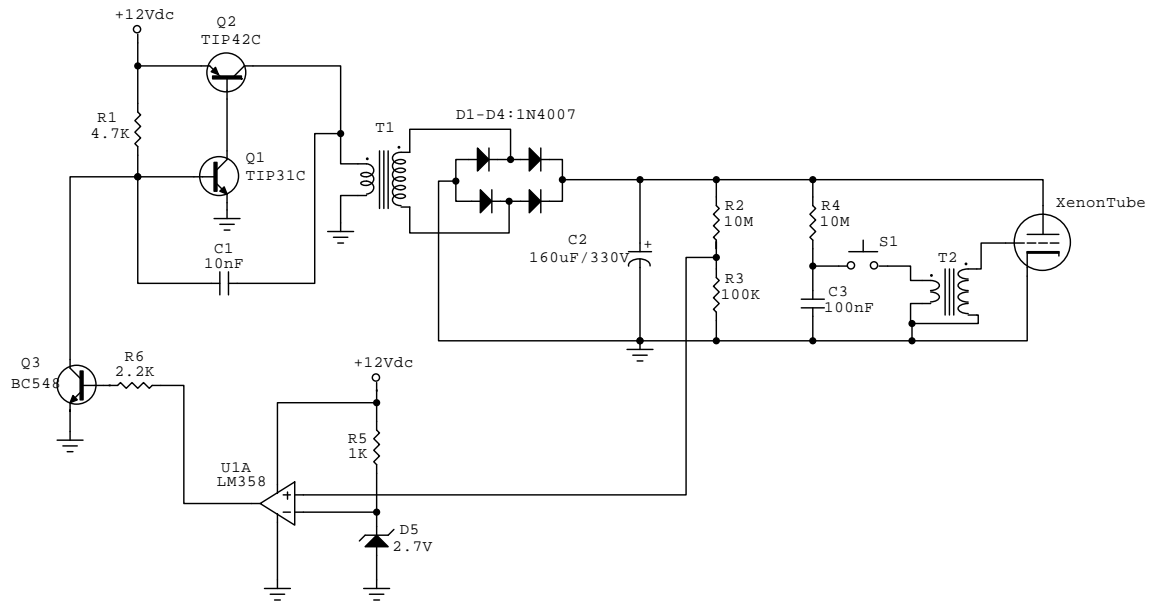 +12Vdc
Q2
TIP42C
R1
4.7K
Q1
TIP31C
C1
10nF
T1
D1-D4:1N4007
C2
160uF/330V
+
R2
10M
R3
100K
R4
10M
S1
C3
100nF
T2
XenonTube
Q3
BC548
R6
2.2K
+12Vdc
R5
1K
U1A
LM358
+
−
D5
2.7V